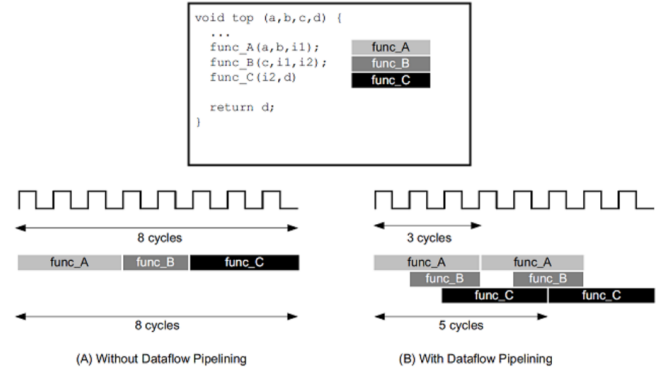 void top (a,b,c,d) {
...
func_A(a,b,i1); func_A
func_B(c,i1,i2); func_B
func_C(i2,d) func_C
return d;
}
8 cycles
func_A func_B func_C
8 cycles
(A) Without Dataflow Pipelining
3 cycles
func_A func_A
func_B func_B
func_C func_C
5 cycles
(B) With Dataflow Pipelining